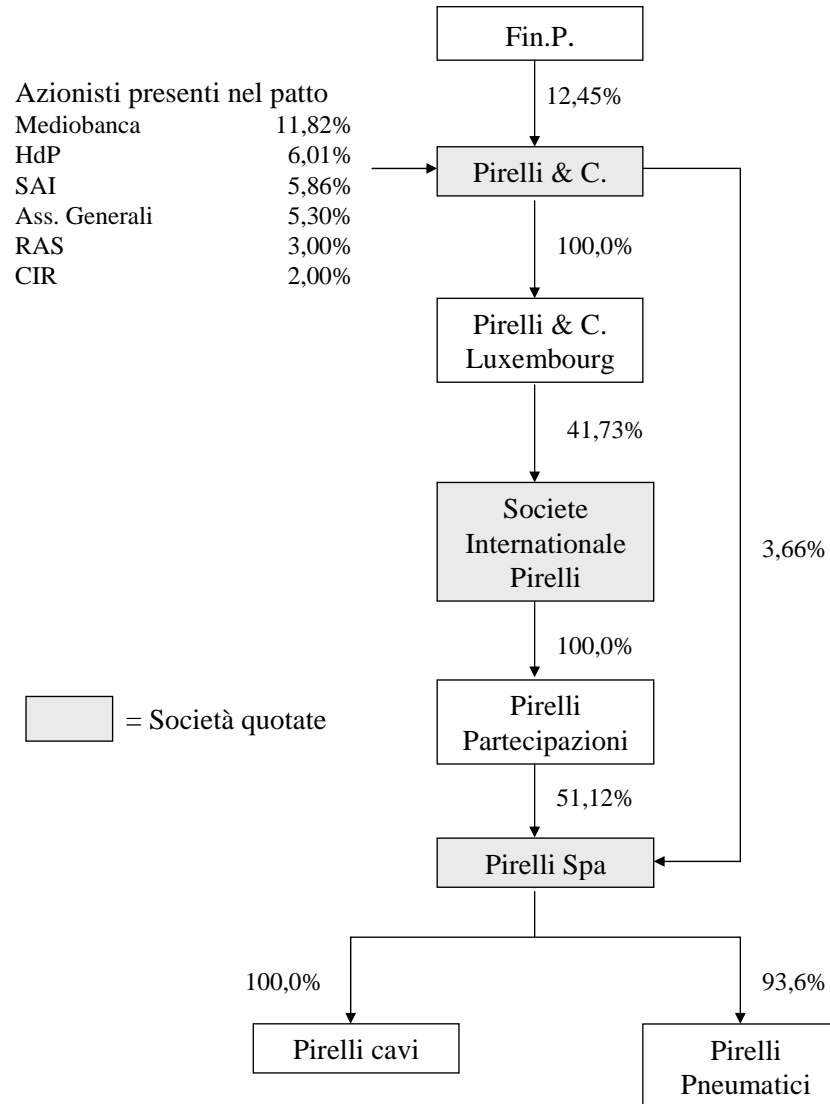 Fin.P.
12,45%
Azionisti presenti nel patto
Mediobanca 11,82%
HdP 6,01%
SAI 5,86%
Ass. Generali 5,30%
RAS 3,00%
CIR 2,00%
Pirelli & C.
100,0%
Pirelli & C.
Luxembourg
41,73%
Societe
Internationale
Pirelli
3,66%
100,0%
Pirelli
Partecipazioni
= Società quotate
51,12%
Pirelli Spa
100,0%
93,6%
Pirelli cavi
Pirelli
Pneumatici